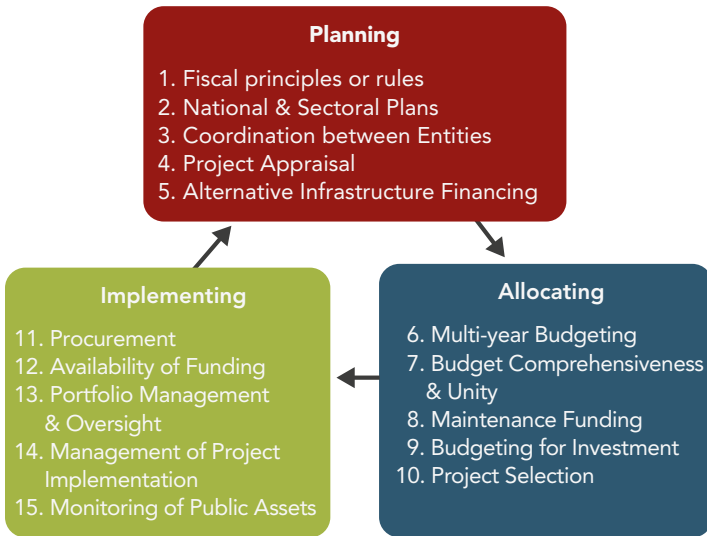 Planning
1. Fiscal principles or rules
2. National & Sectoral Plans
3. Coordination between Entities
4. Project Appraisal
5. Alternative Infrastructure Financing
Implementing
11. Procurement
12. Availability of Funding
13. Portfolio Management
& Oversight
14. Management of Project
Implementation
15. Monitoring of Public Assets
Allocating
6. Multi-year Budgeting
7. Budget Comprehensiveness
& Unity
8. Maintenance Funding
9. Budgeting for Investment
10. Project Selection